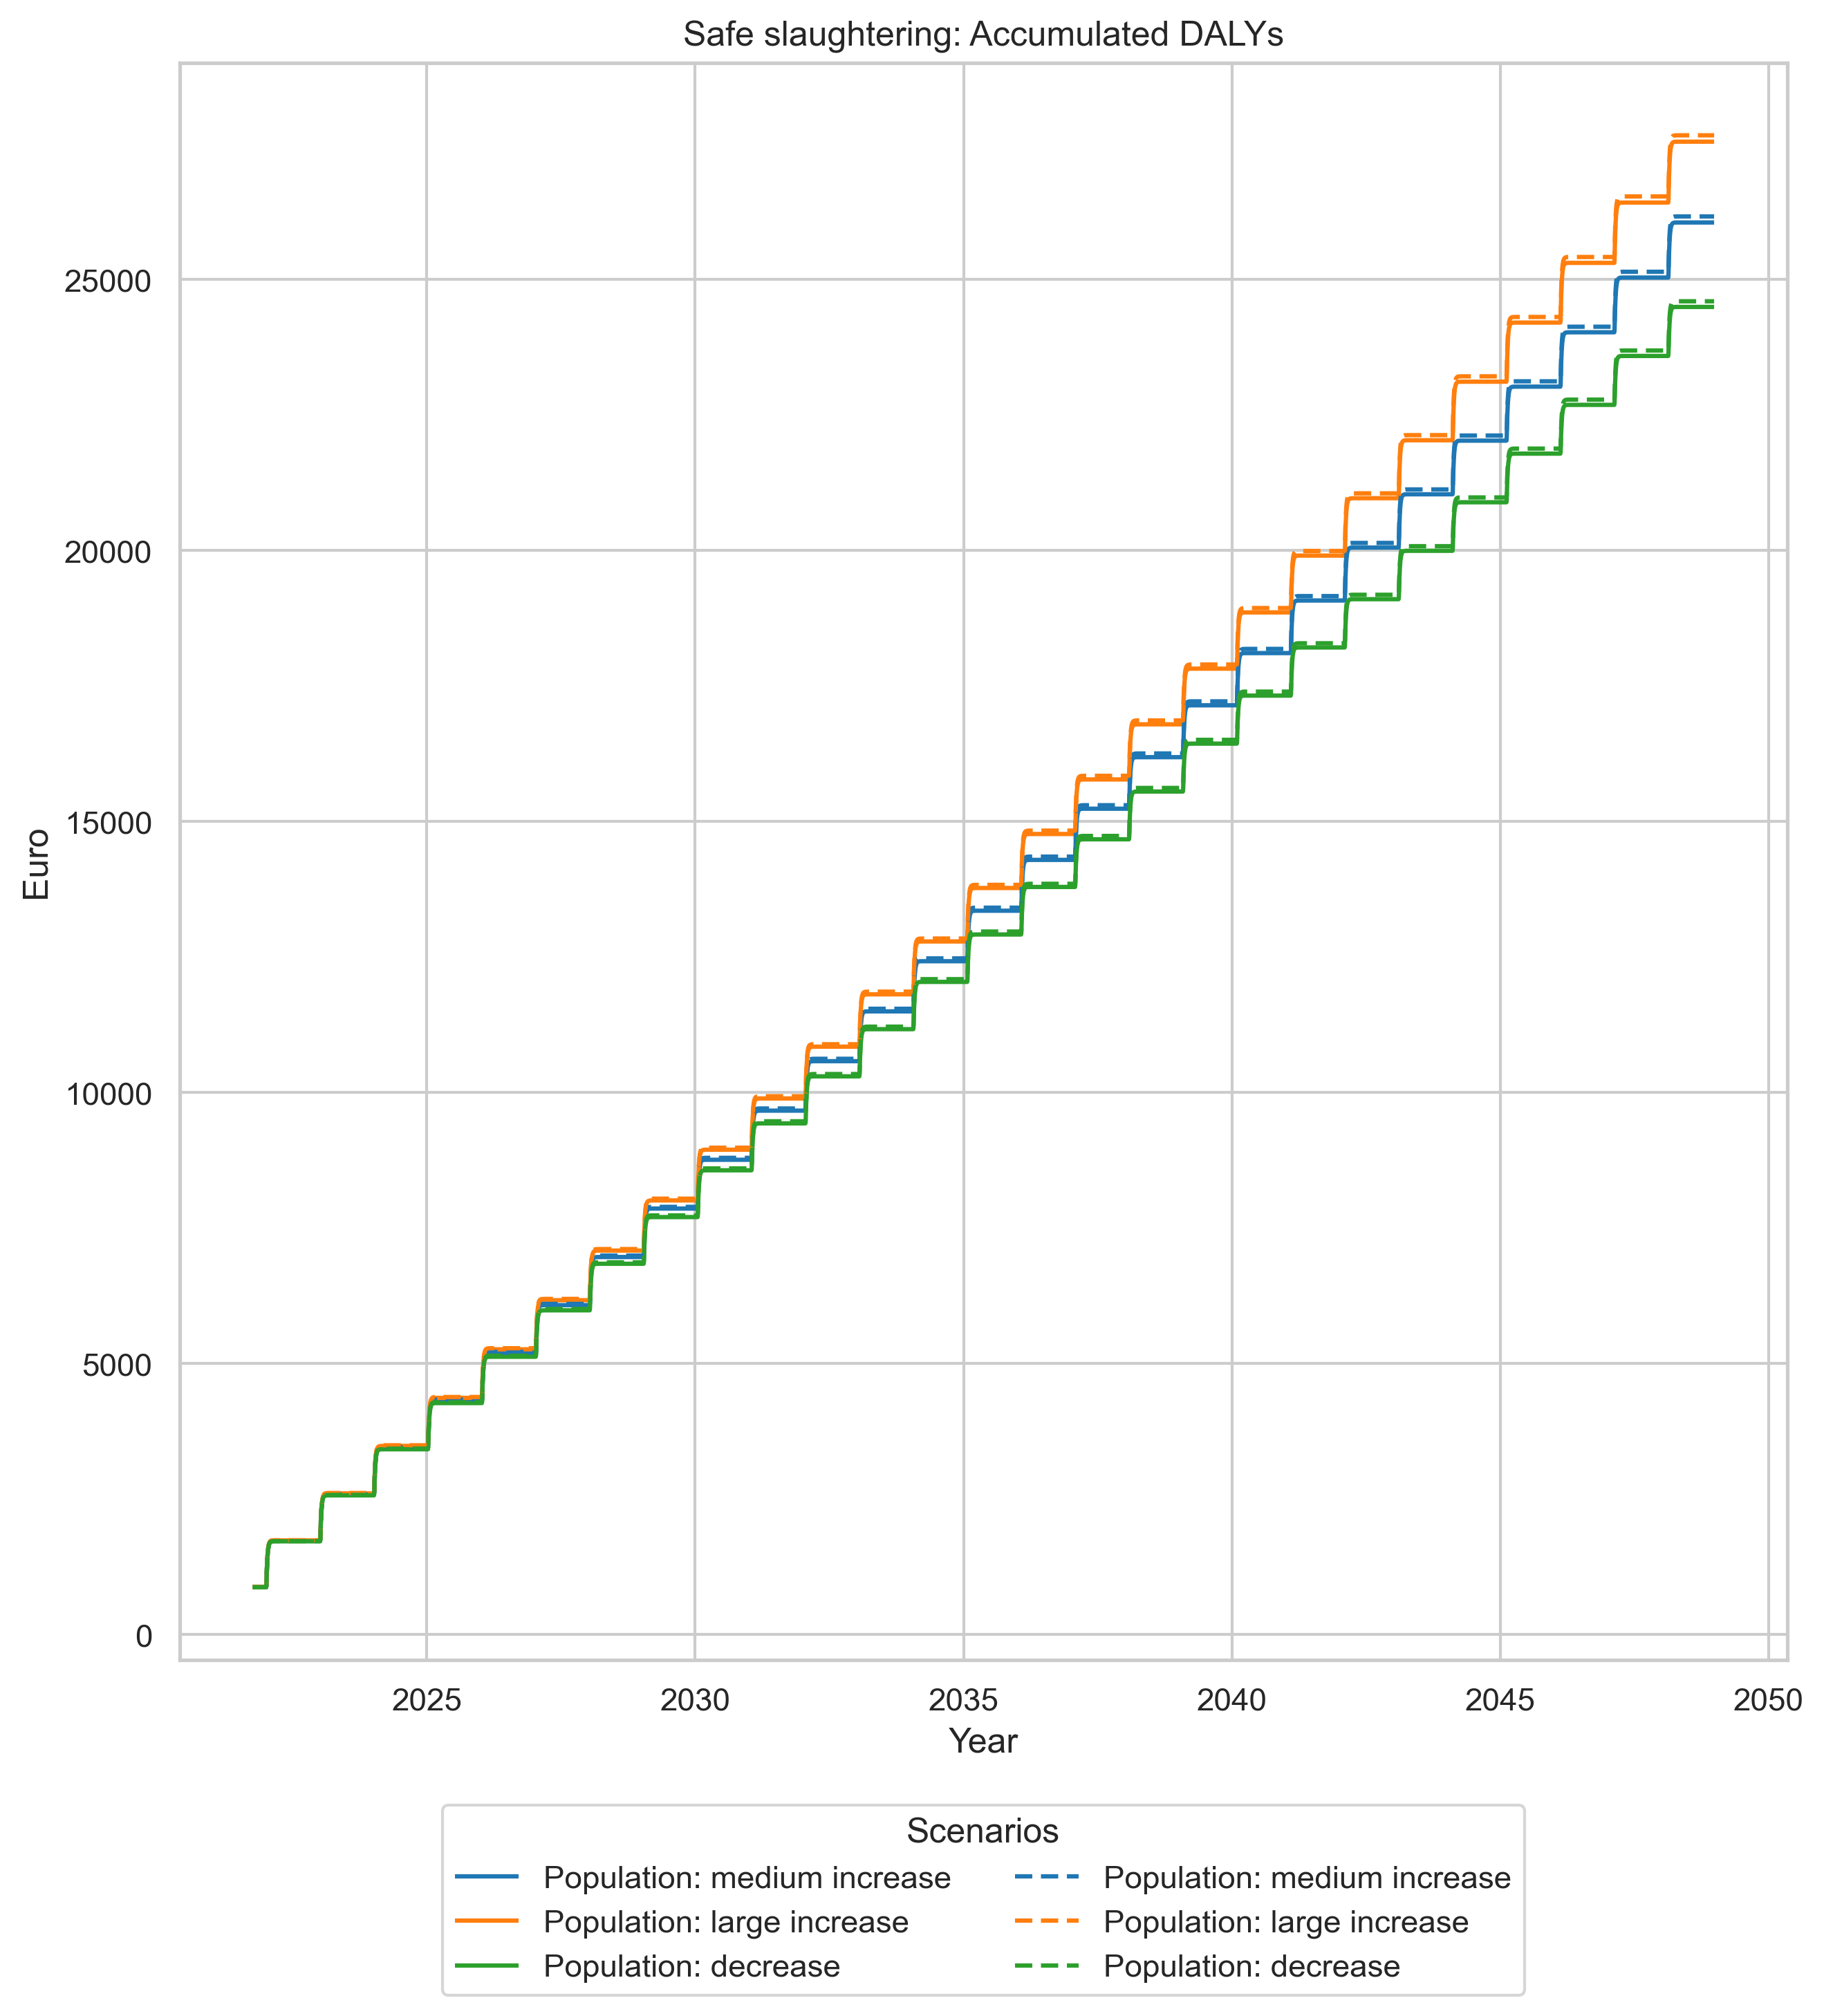 Safe slaughtering: Accumulated DALYs
25000
20000
15000
10000
5000
0
Euro
2025 2030 2035 2040 2045 2050
Year
Scenarios
Population: medium increase Population: medium increase
Population: large increase Population: large increase
Population: decrease Population: decrease